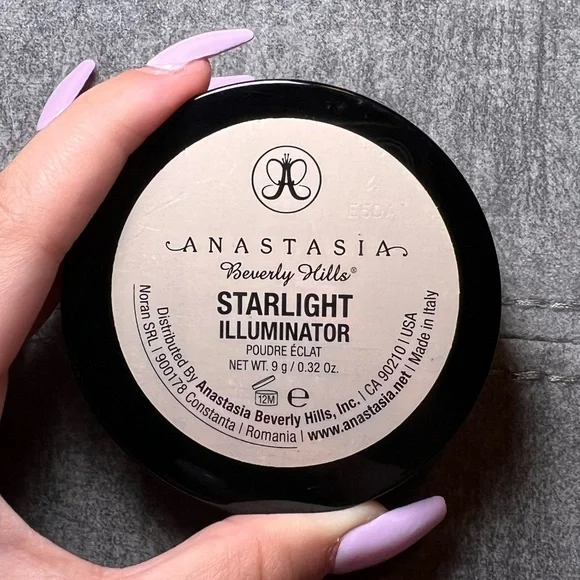 ANASTASIA
Beverly Hills®
STARLIGHT
ILLUMINATOR
POUDRE ÉCLAT
NET WT. 9 g / 0.32 Oz.
12M e
Distributed By Anastasia Beverly Hills, Inc. | CA 90210 | USA
Noran SRL | 900178 Constanta | Romania | www.anastasia.net | Made in Italy